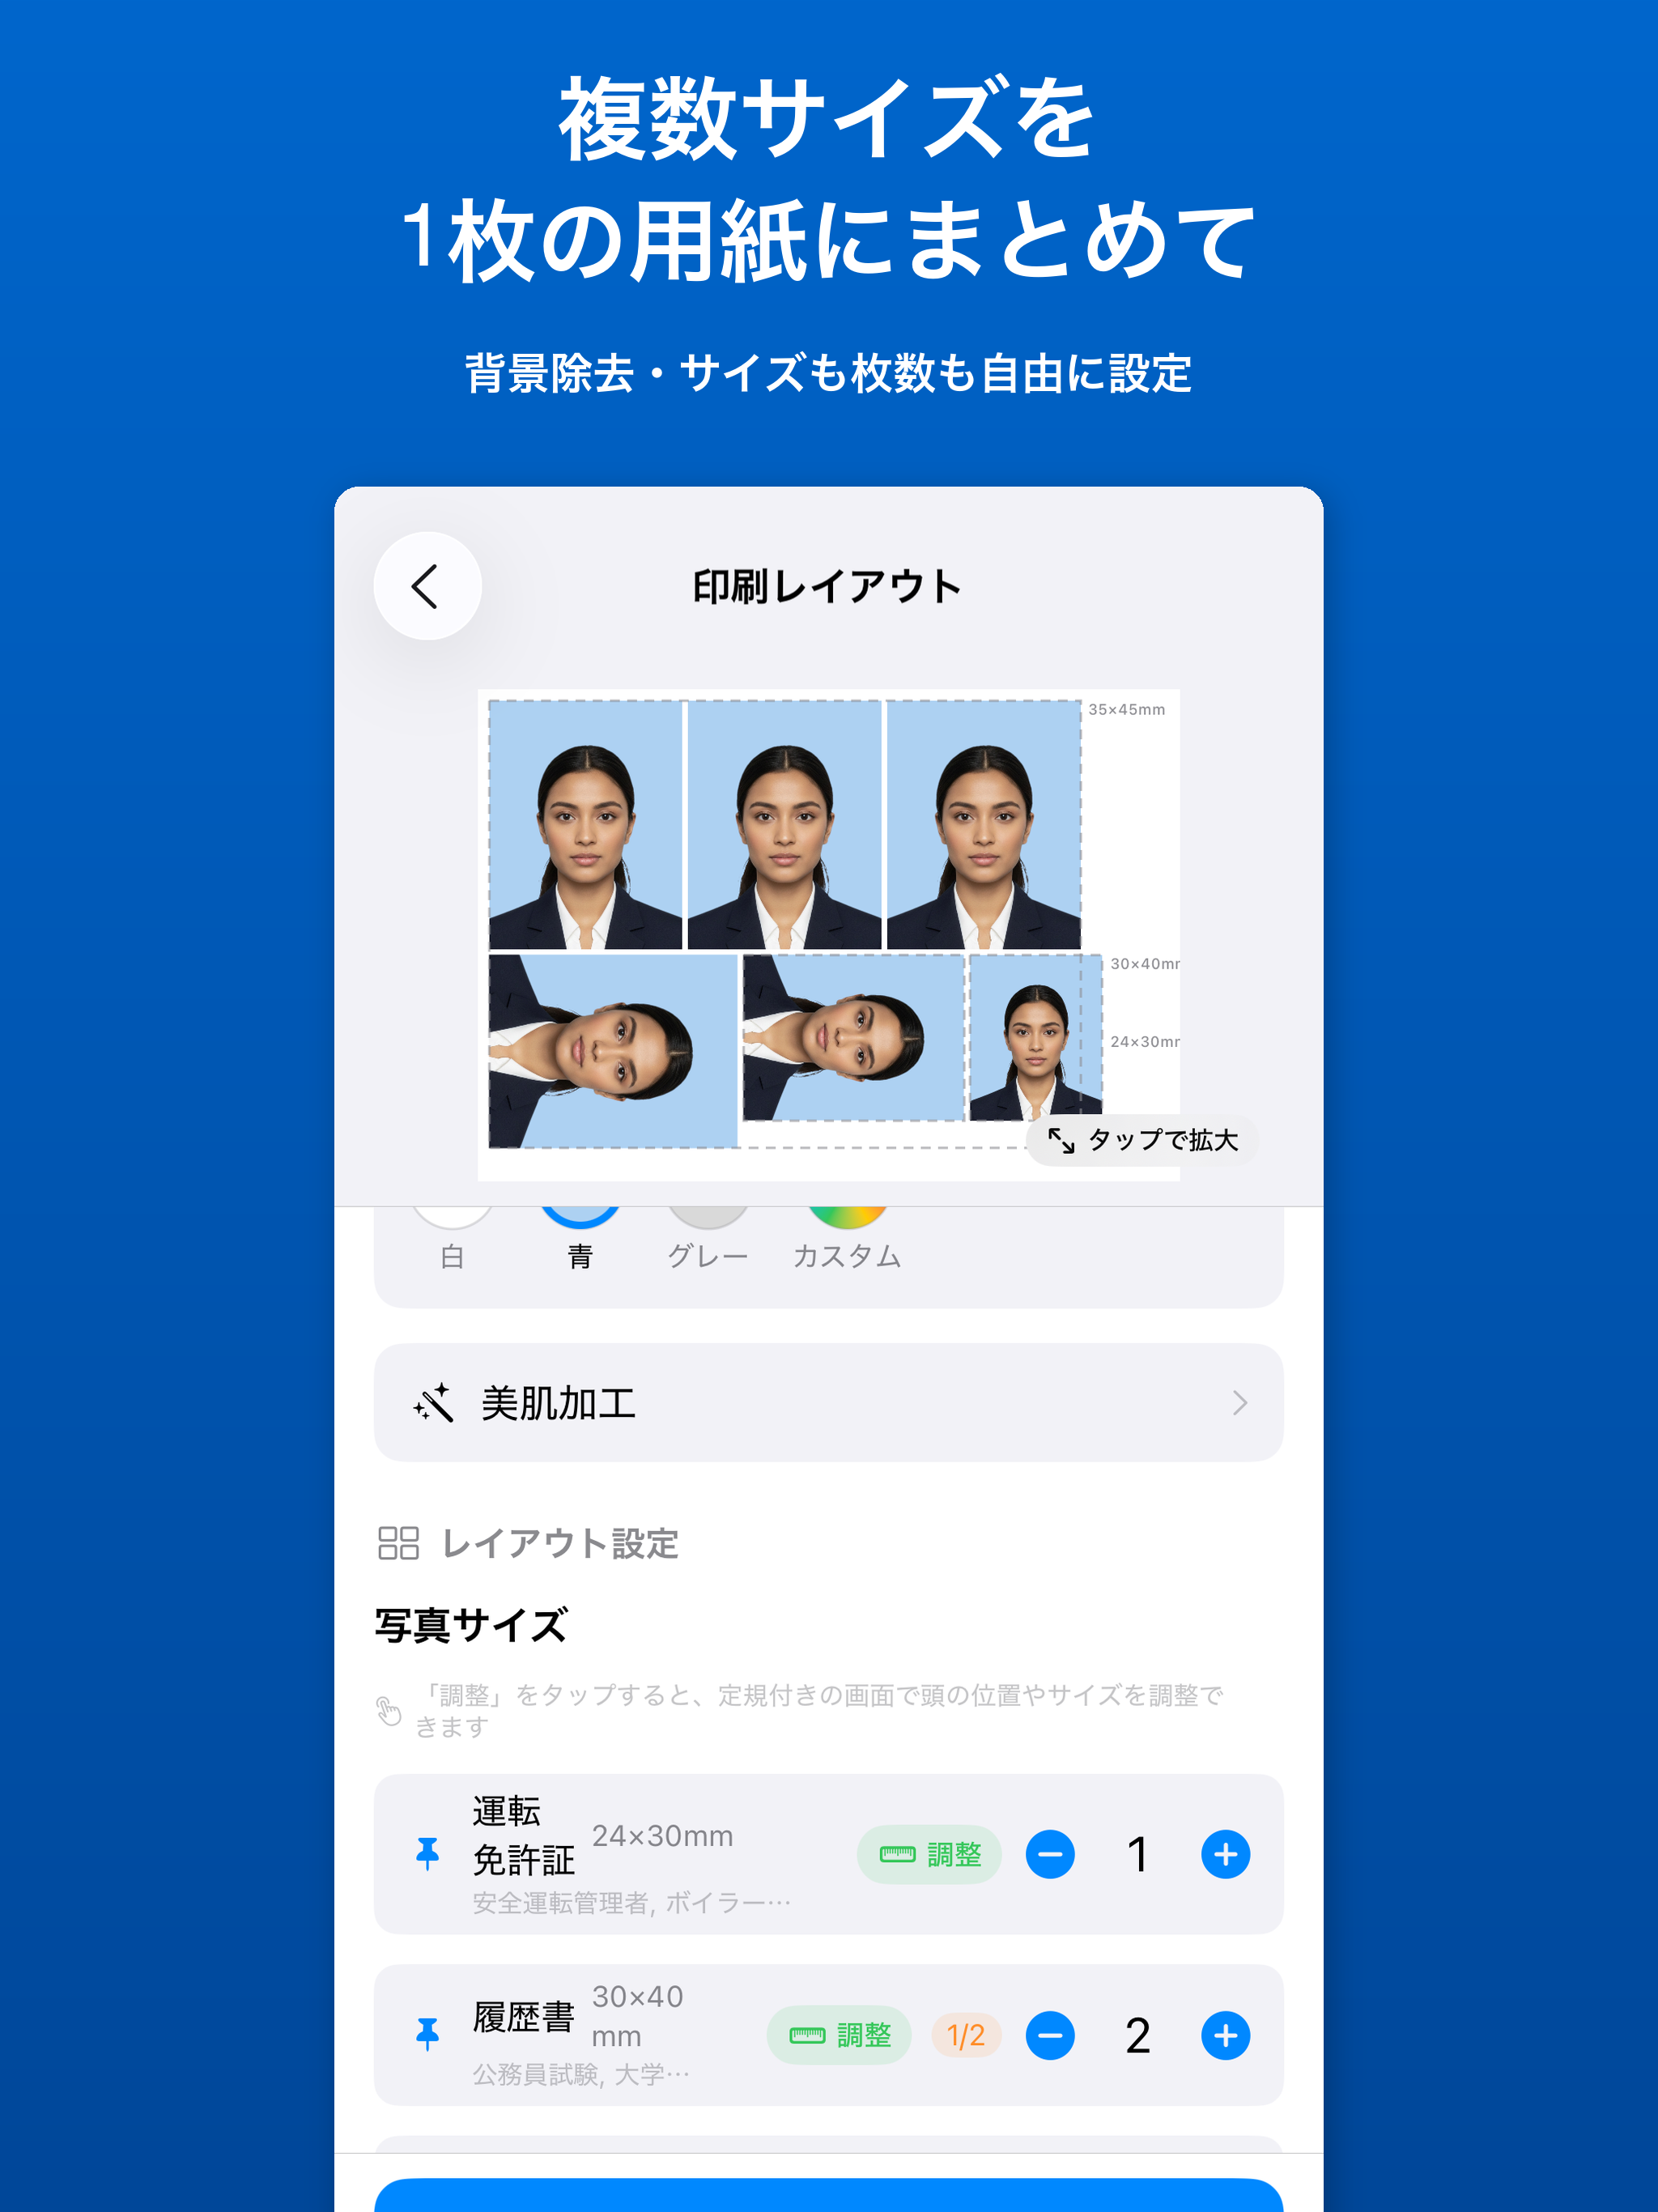 複数サイズを
1枚の用紙にまとめて
背景除去・サイズも枚数も自由に設定
印刷レイアウト
35×45mm
30×40m
24×30m
タップで拡大
白
青
グレー
カスタム
美肌加工
レイアウト設定
写真サイズ
「調整」をタップすると、定規付きの画面で頭の位置やサイズを調整で
きます
運転
免許証
24×30mm
安全運転管理者, ボイラー…
調整
1
履歴書
30×40
mm
公務員試験, 大学…
調整
1/2
2